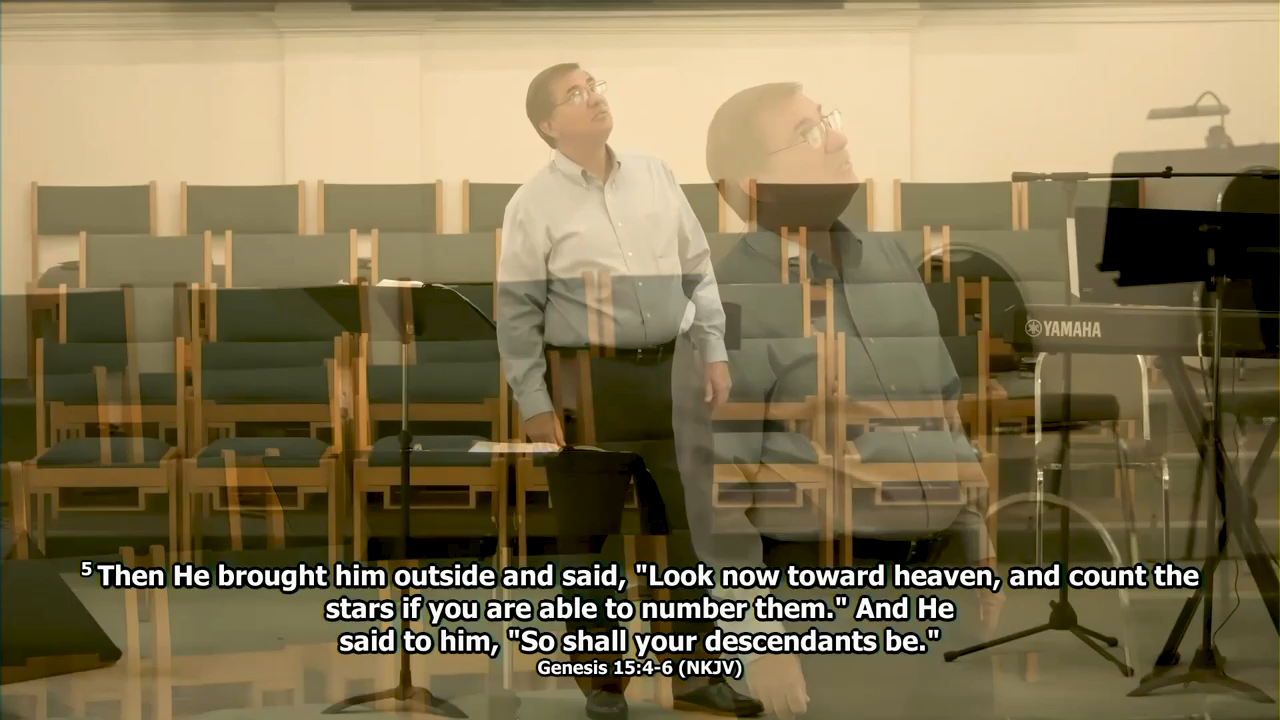 YAMAHA
5 Then He brought him outside and said, "Look now toward heaven, and count the
stars if you are able to number them." And He
said to him, "So shall your descendants be."
Genesis 15:4-6 (NKJV)